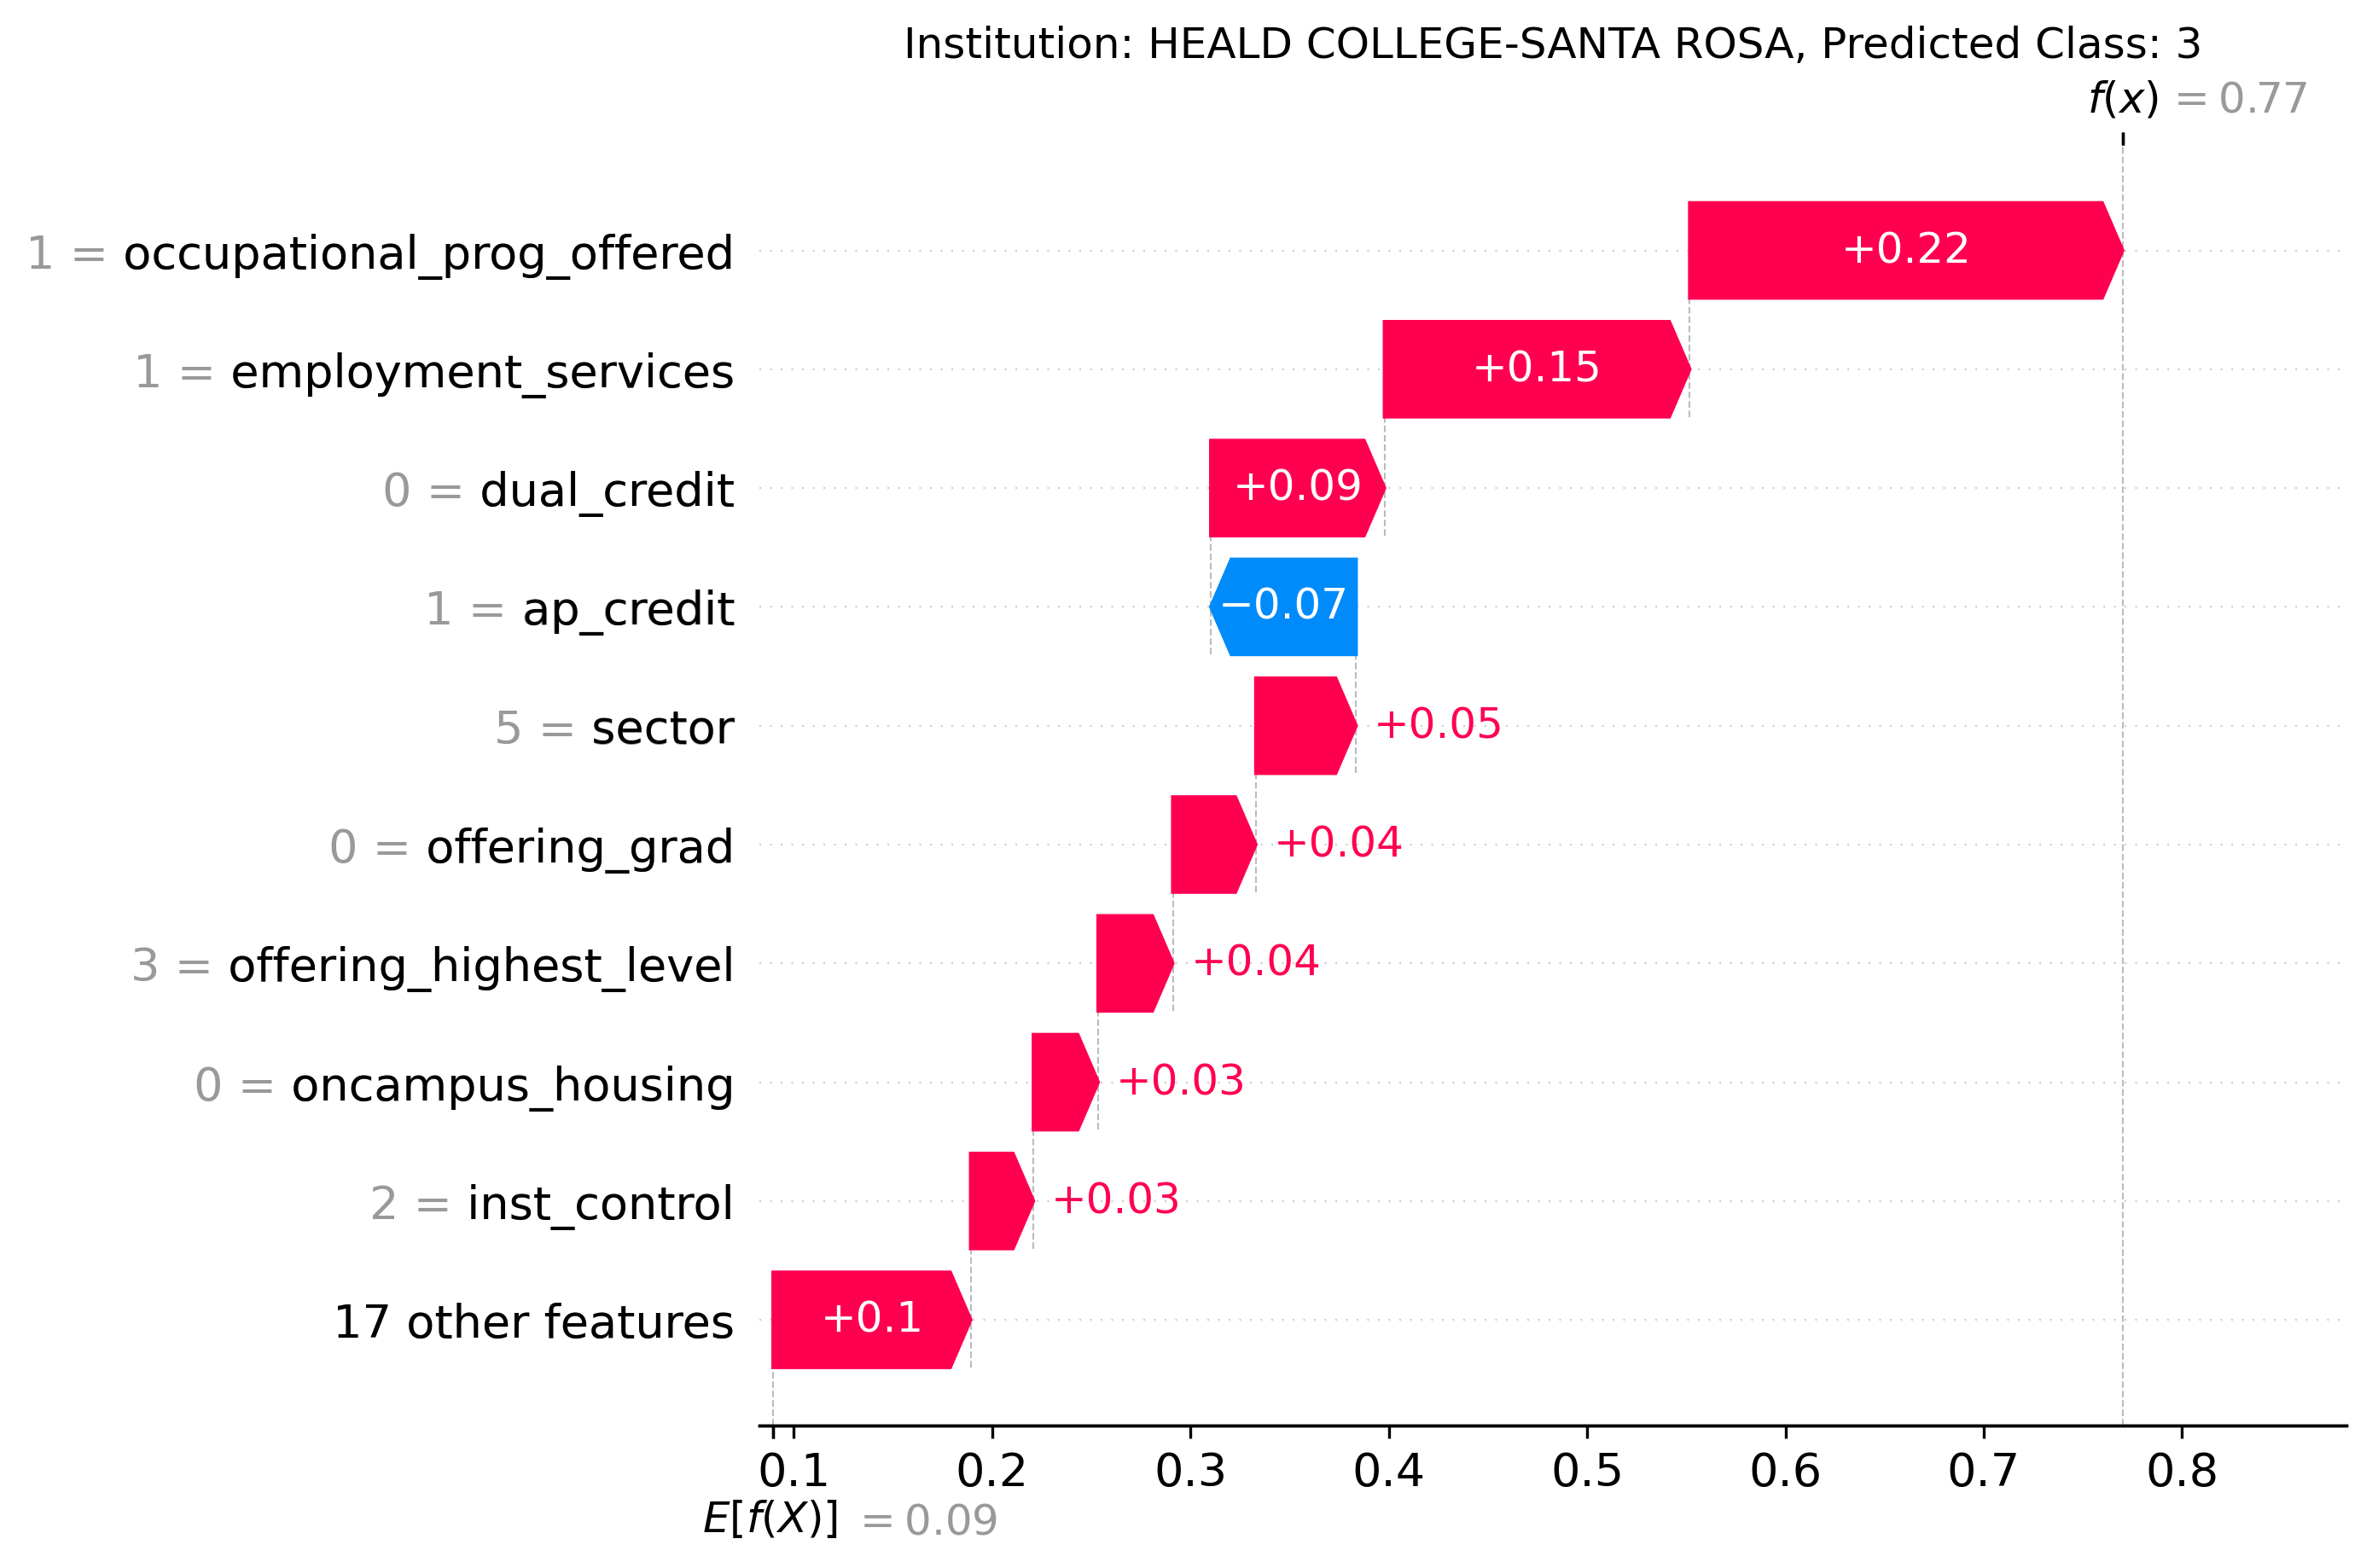 Institution: HEALD COLLEGE-SANTA ROSA, Predicted Class: 3
f(x) = 0.77
1 = occupational_prog_offered +0.22
1 = employment_services +0.15
0 = dual_credit +0.09
1 = ap_credit −0.07
5 = sector +0.05
0 = offering_grad +0.04
3 = offering_highest_level +0.04
0 = oncampus_housing +0.03
2 = inst_control +0.03
17 other features +0.1
0.1 0.2 0.3 0.4 0.5 0.6 0.7 0.8
E[f(X)] = 0.09